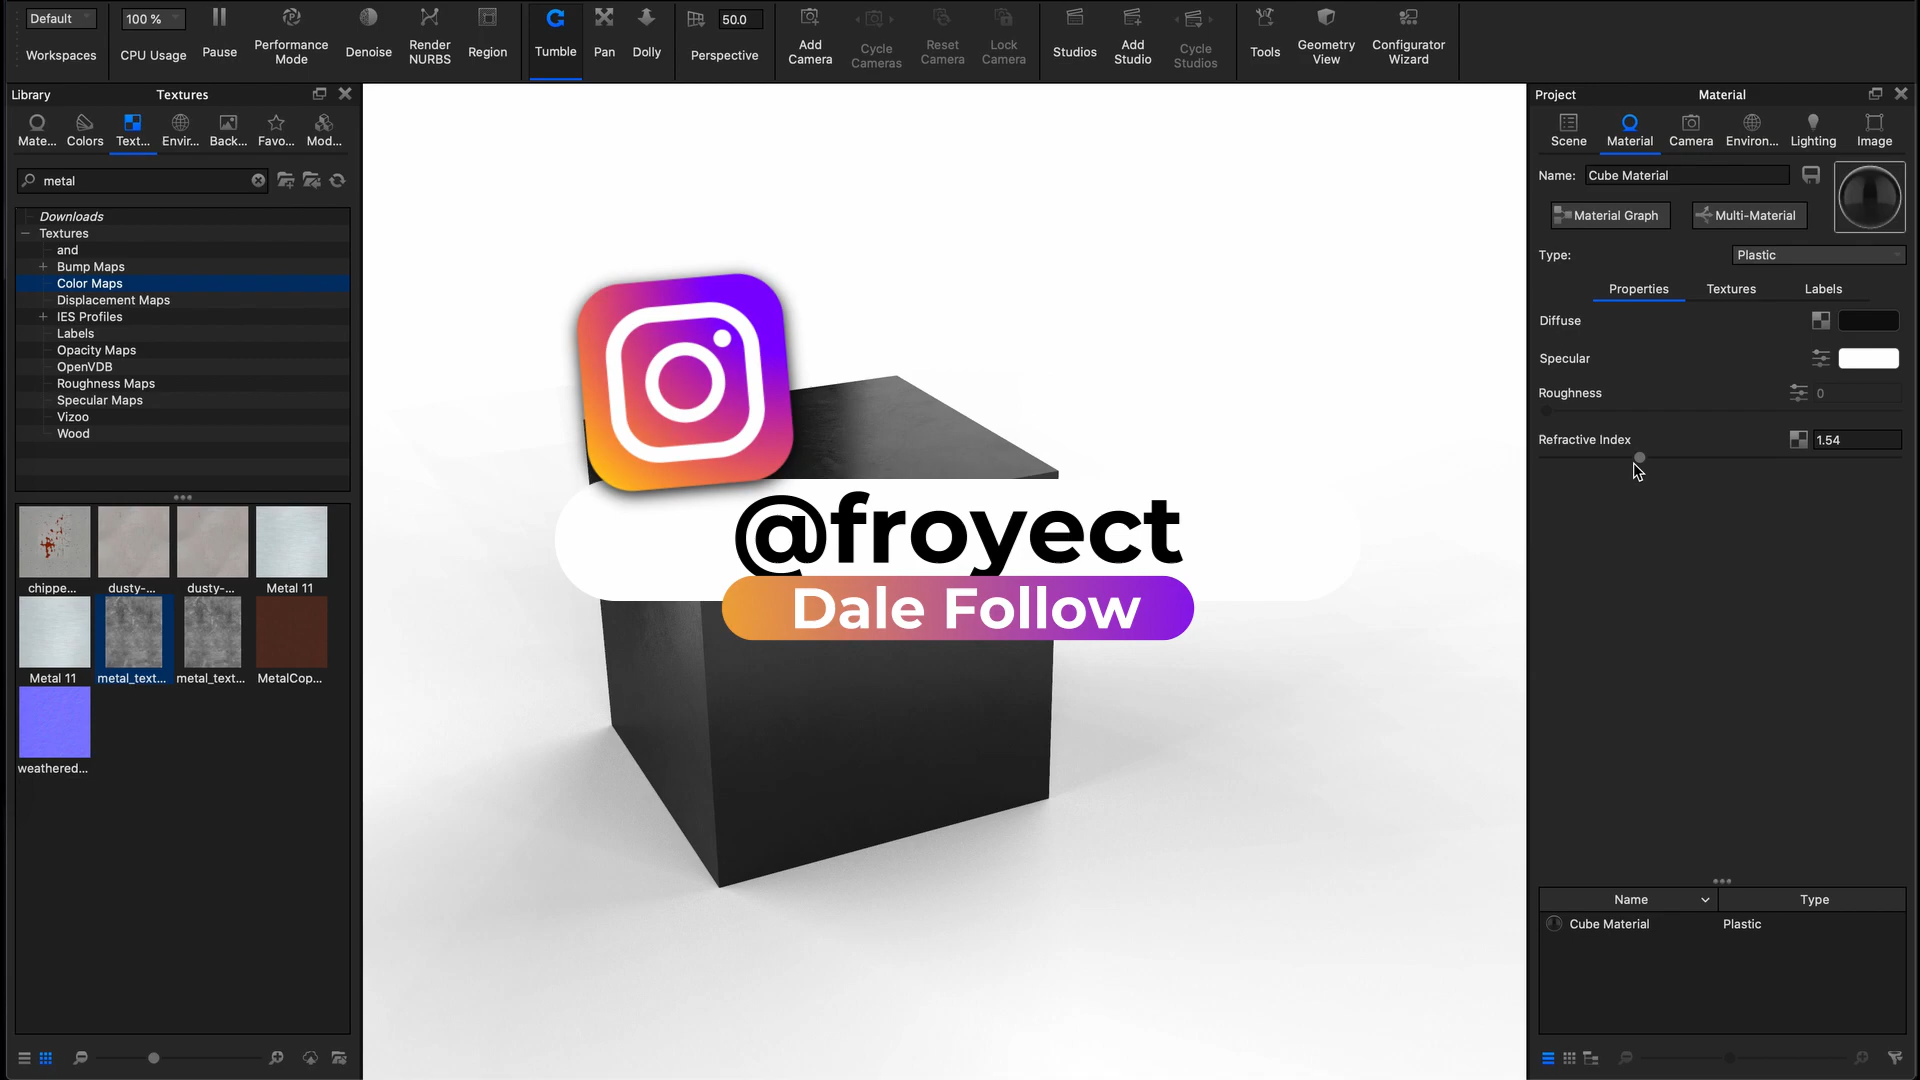 Default
Workspaces
100 %
CPU Usage
Pause
Performance
Mode
Denoise
Render
NURBS
Region
Tumble
Pan
Dolly
50.0
Perspective
Add
Camera
Cycle
Cameras
Reset
Camera
Lock
Camera
Studios
Add
Studio
Cycle
Studios
Tools
Geometry
View
Configurator
Wizard
Library
Textures
Mate...
Colors
Text...
Envir...
Back...
Favo...
Mod...
metal
Downloads
Textures
and
Bump Maps
Color Maps
Displacement Maps
IES Profiles
Labels
Opacity Maps
OpenVDB
Roughness Maps
Specular Maps
Vizoo
Wood
chippe...
dusty-...
dusty-...
Metal 11
Metal 11
metal_text...
metal_text...
MetalCop...
weathered...
@froyect
Dale Follow
Project
Material
Scene
Material
Camera
Environ...
Lighting
Image
Name:
Cube Material
Material Graph
Multi-Material
Type:
Plastic
Properties
Textures
Labels
Diffuse
Specular
Roughness
0
Refractive Index
1.54
Name
Type
Cube Material
Plastic